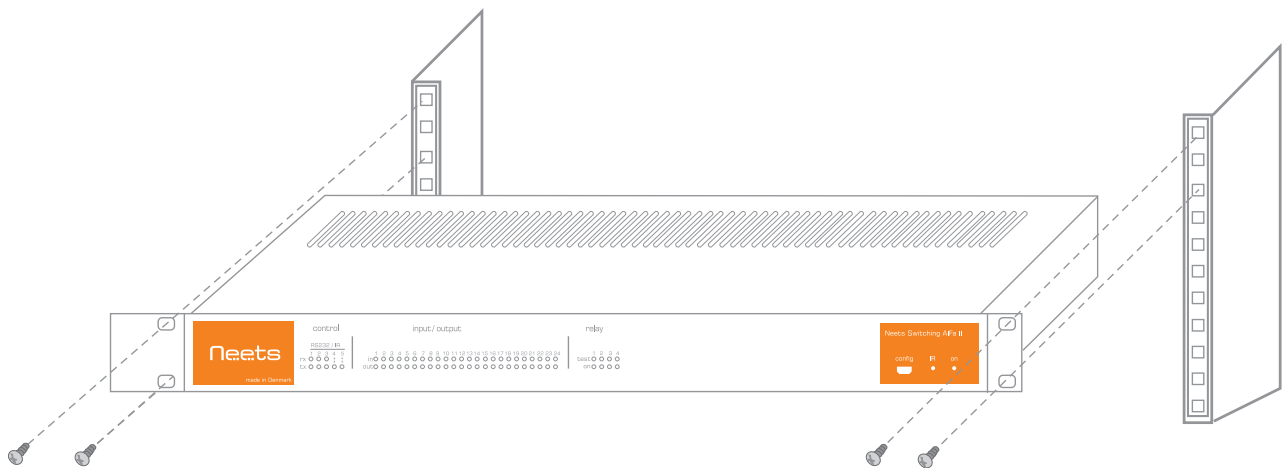 control
input / output
relay
Neets Switching AlFa II
RS232 / IR
1 2 3 4 5
1 2 3 4 5 6 7 8 9 10 11 12 13 14 15 16 17 18 19 20 21 22 23 24
1 2 3 4
Neets
rx
in
test
config
IR
on
tx
out
on
made in Denmark